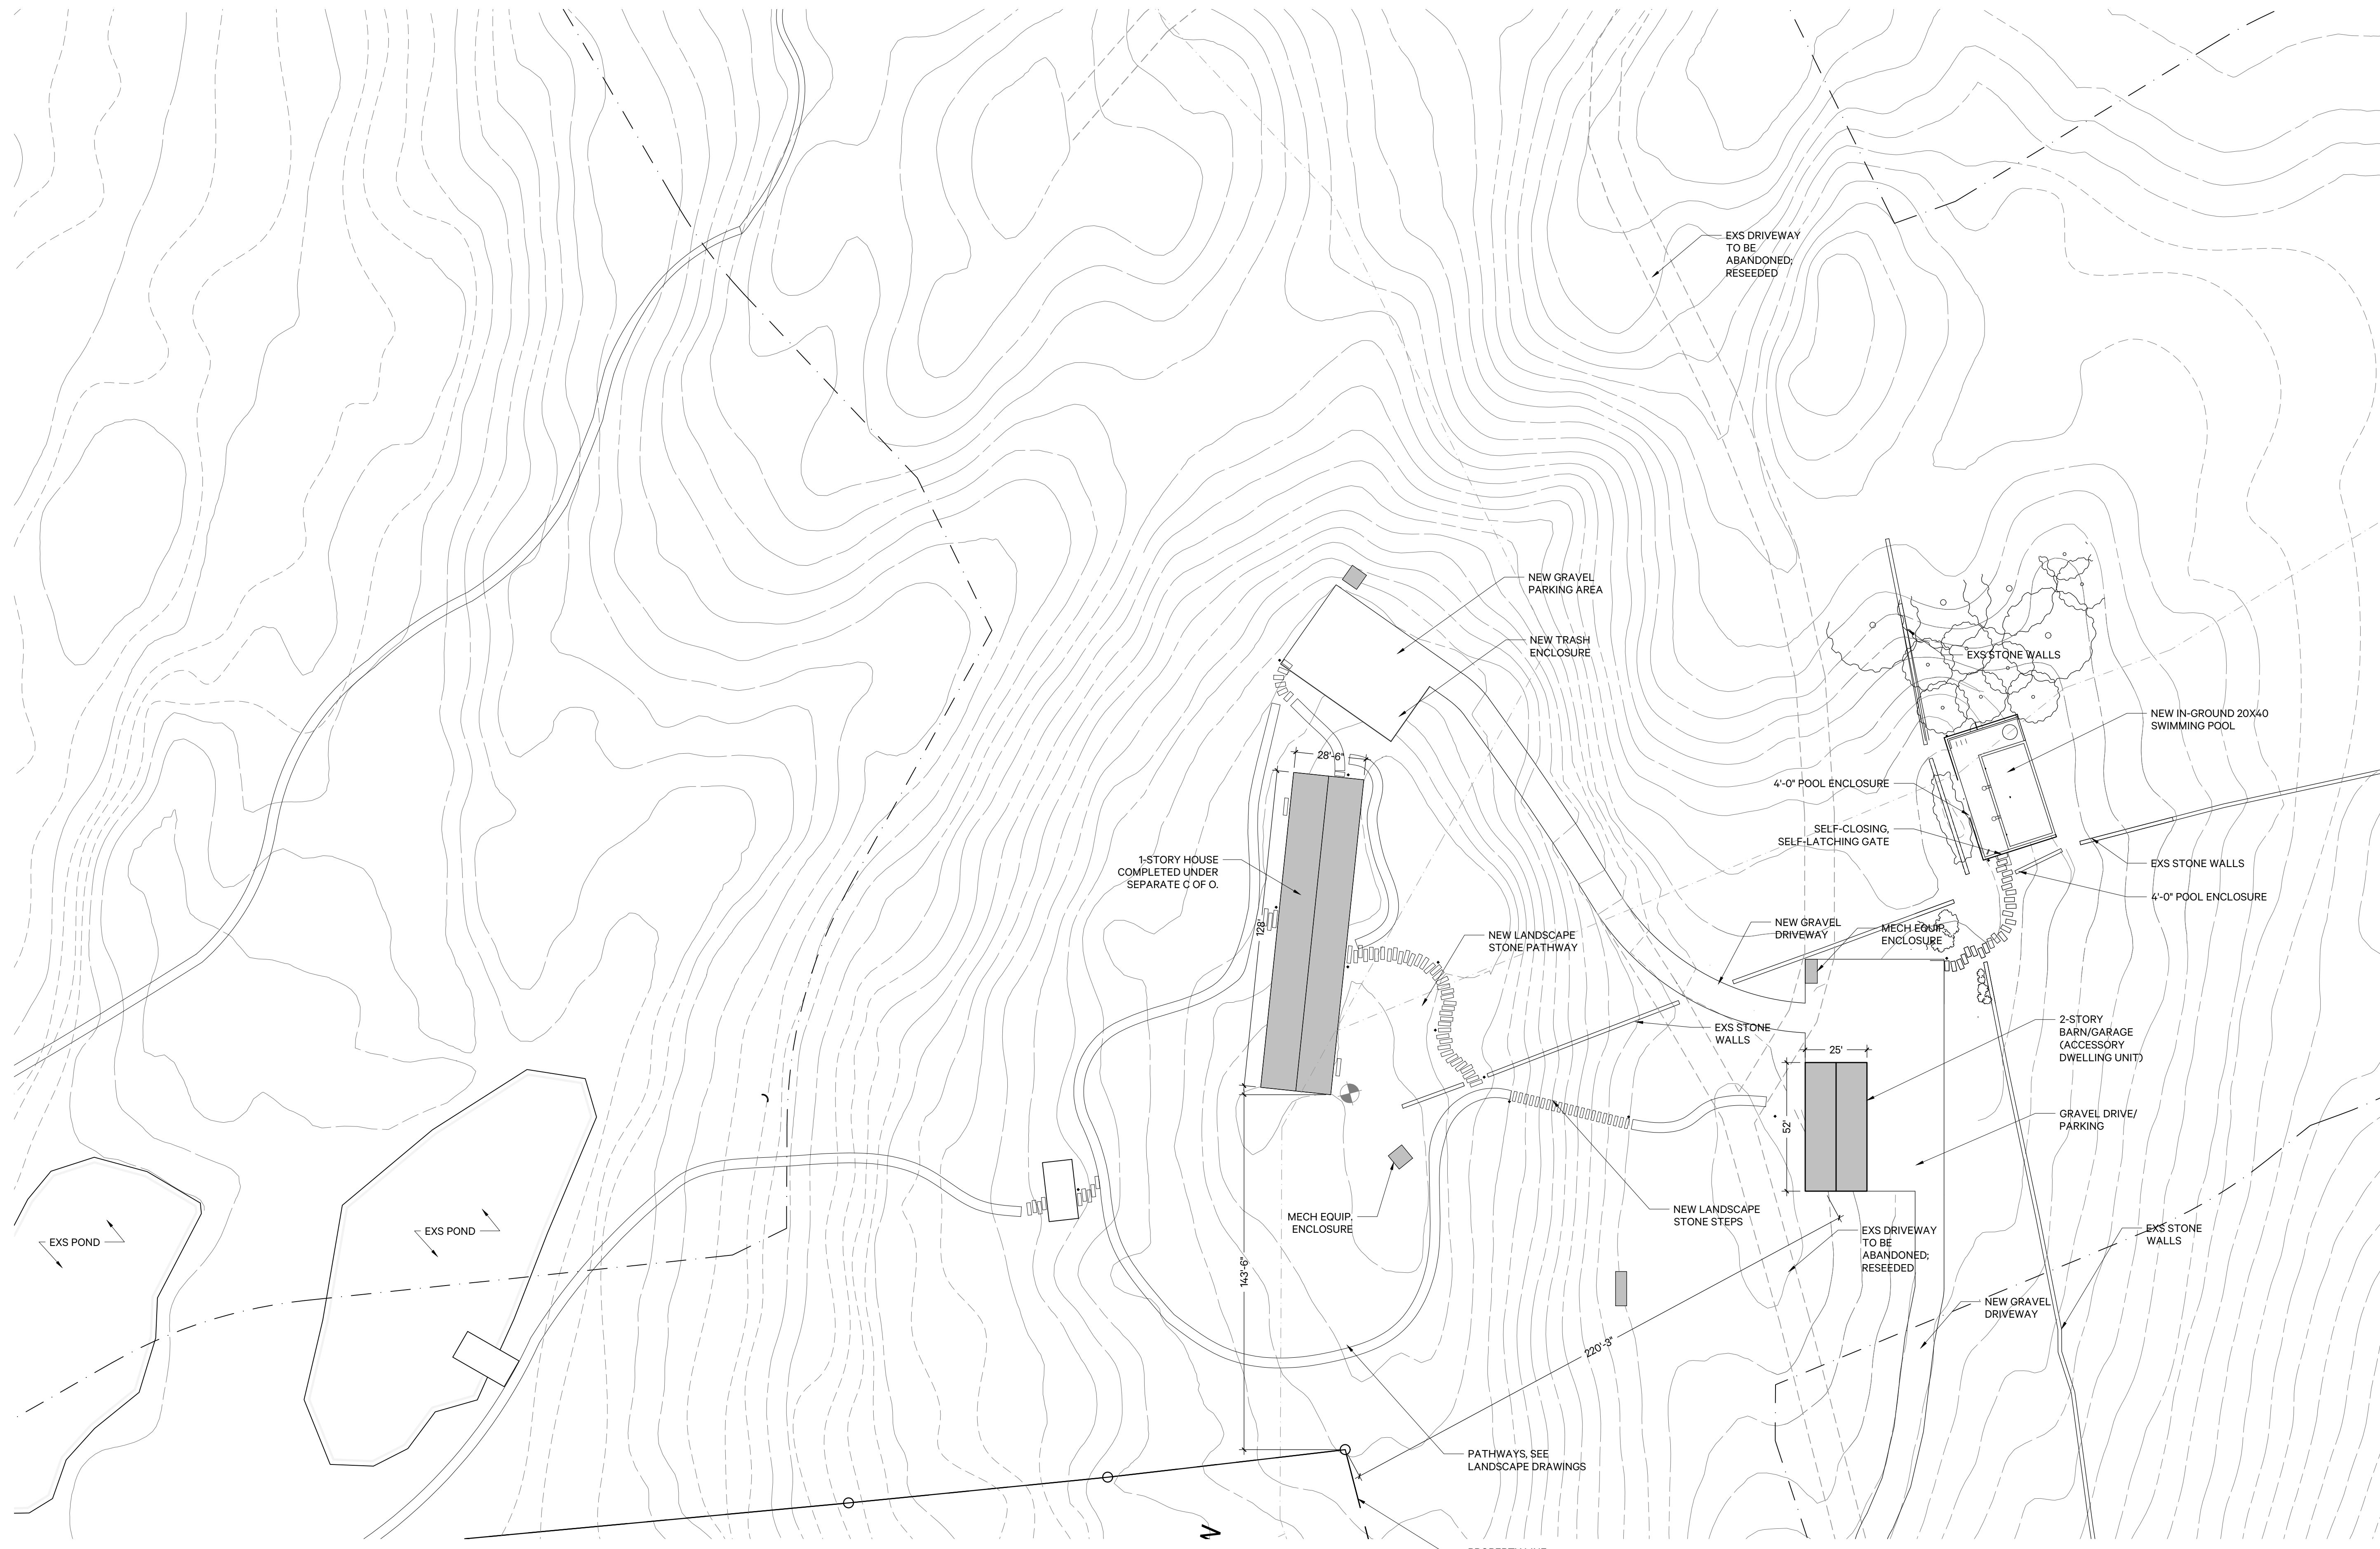 EXS DRIVEWAY
TO BE
ABANDONED;
RESEEDED
NEW GRAVEL
PARKING AREA
NEW TRASH
ENCLOSURE
EXS STONE WALLS
NEW IN-GROUND 20X40
SWIMMING POOL
28'-6"
4'-0" POOL ENCLOSURE
SELF-CLOSING,
SELF-LATCHING GATE
1-STORY HOUSE
COMPLETED UNDER
SEPARATE C OF O.
EXS STONE WALLS
4'-0" POOL ENCLOSURE
128'
NEW LANDSCAPE
STONE PATHWAY
NEW GRAVEL
DRIVEWAY
MECH EQUIP.
ENCLOSURE
EXS STONE
WALLS
2-STORY
BARN/GARAGE
(ACCESSORY
DWELLING UNIT)
25'
52'
GRAVEL DRIVE/
PARKING
MECH EQUIP.
ENCLOSURE
NEW LANDSCAPE
STONE STEPS
EXS DRIVEWAY
TO BE
ABANDONED;
RESEEDED
EXS STONE
WALLS
EXS POND
EXS POND
143'-6"
NEW GRAVEL
DRIVEWAY
220'-3"
PATHWAYS, SEE
LANDSCAPE DRAWINGS